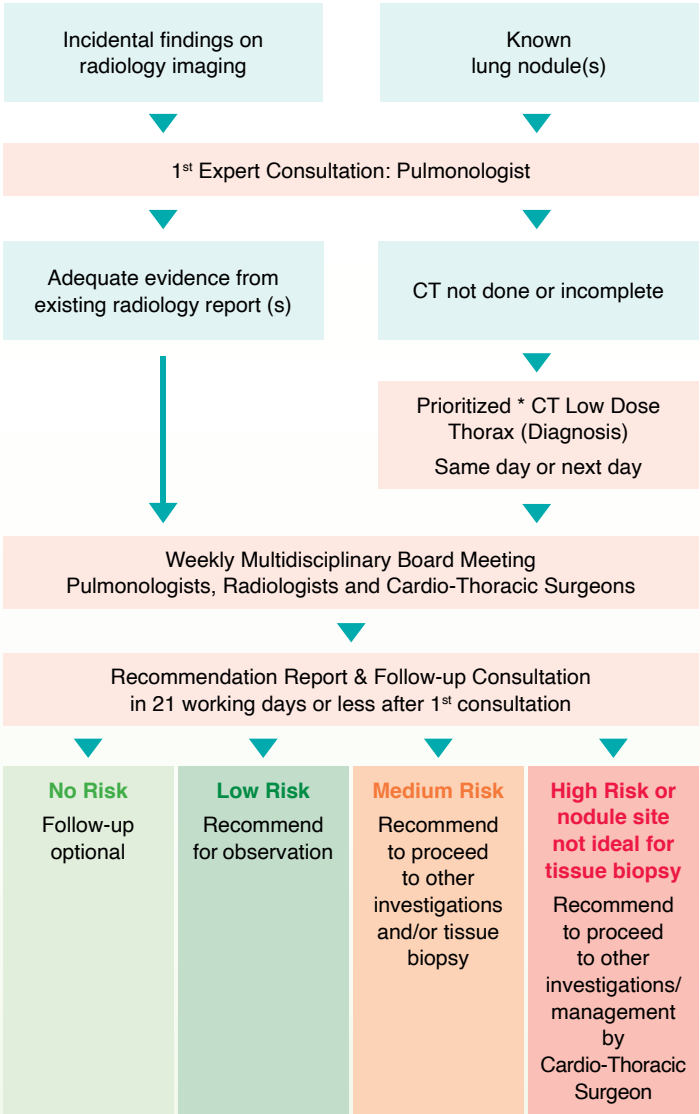 Incidental findings on
radiology imaging
Known
lung nodule(s)
1st Expert Consultation: Pulmonologist
Adequate evidence from
existing radiology report (s)
CT not done or incomplete
Prioritized * CT Low Dose
Thorax (Diagnosis)
Same day or next day
Weekly Multidisciplinary Board Meeting
Pulmonologists, Radiologists and Cardio-Thoracic Surgeons
Recommendation Report & Follow-up Consultation
in 21 working days or less after 1st consultation
No Risk
Follow-up
optional
Low Risk
Recommend
for observation
Medium Risk
Recommend
to proceed
to other
investigations
and/or tissue
biopsy
High Risk or
nodule site
not ideal for
tissue biopsy
Recommend
to proceed
to other
investigations/
management
by
Cardio-Thoracic
Surgeon